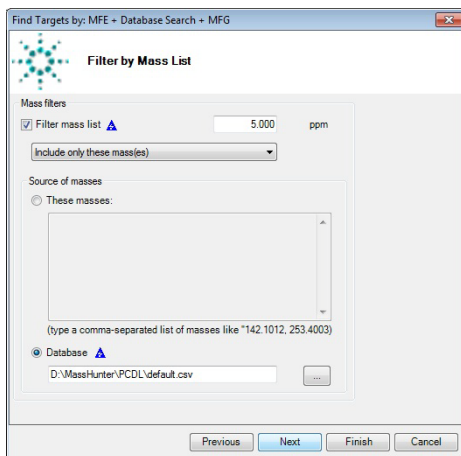 Find Targets by: MFE + Database Search + MFG
Filter by Mass List
Mass filters
Filter mass list 5.000 ppm
Include only these mass(es)
Source of masses
These masses:
(type a comma-separated list of masses like "142.1012, 253.4003)
Database
D:\MassHunter\PCDL\default.csv
...
Previous Next Finish Cancel